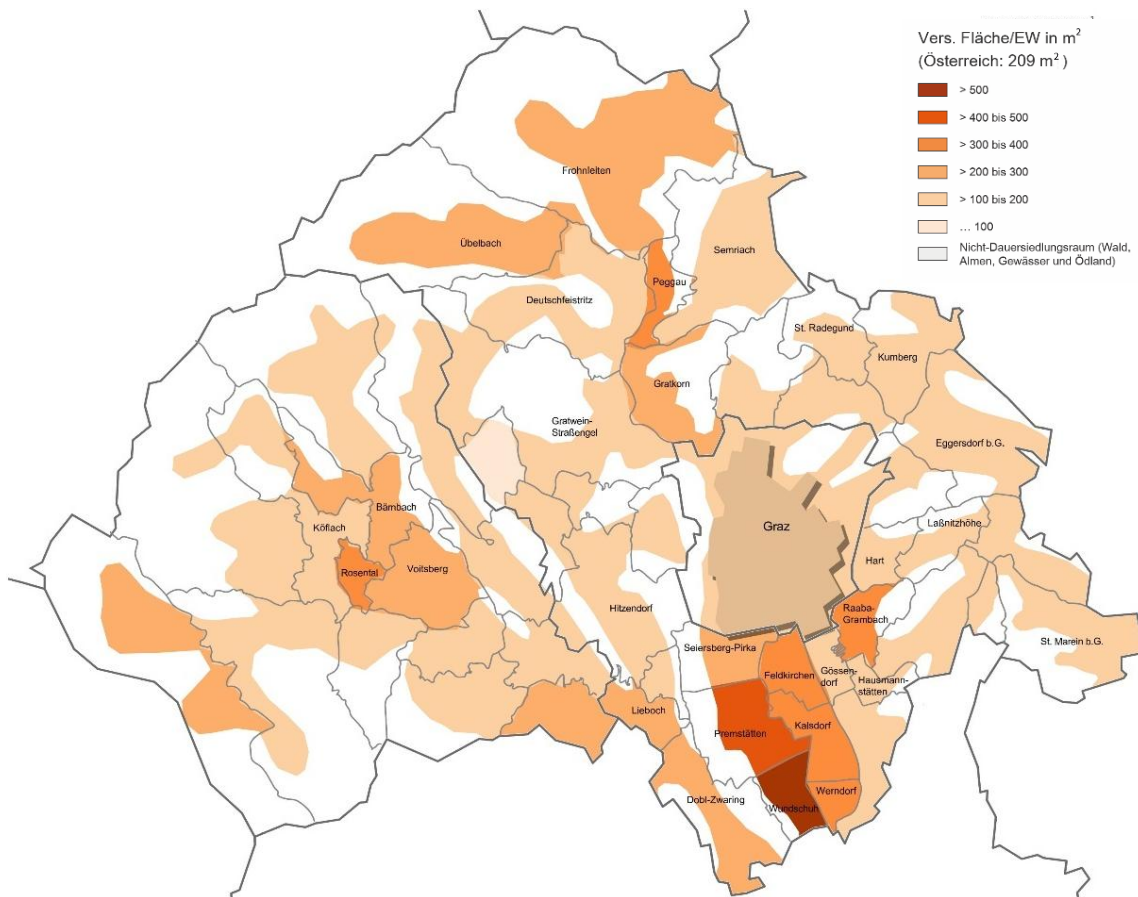 Vers. Fläche/EW in m²
(Österreich: 209 m² )
> 500
> 400 bis 500
> 300 bis 400
> 200 bis 300
> 100 bis 200
… 100
Nicht-Dauersiedlungsraum (Wald,
Almen, Gewässer und Ödland)
Frohnleiten
Übelbach
Semriach
Peggau
Deutschfeistritz
St. Radegund
Kumberg
Gratkorn
Gratwein-
Straßengel
Eggersdorf b.G.
Bärnbach
Köflach
Graz
Laßnitzhöhe
Hart
Rosental
Voitsberg
Hitzendorf
Raaba-
Grambach
St. Marein b.G.
Seiersberg-Pirka
Feldkirchen
Gössen-
dorf
Hausmann-
stätten
Lieboch
Premstätten
Kalsdorf
Dobl-Zwaring
Wundschuh
Werndorf